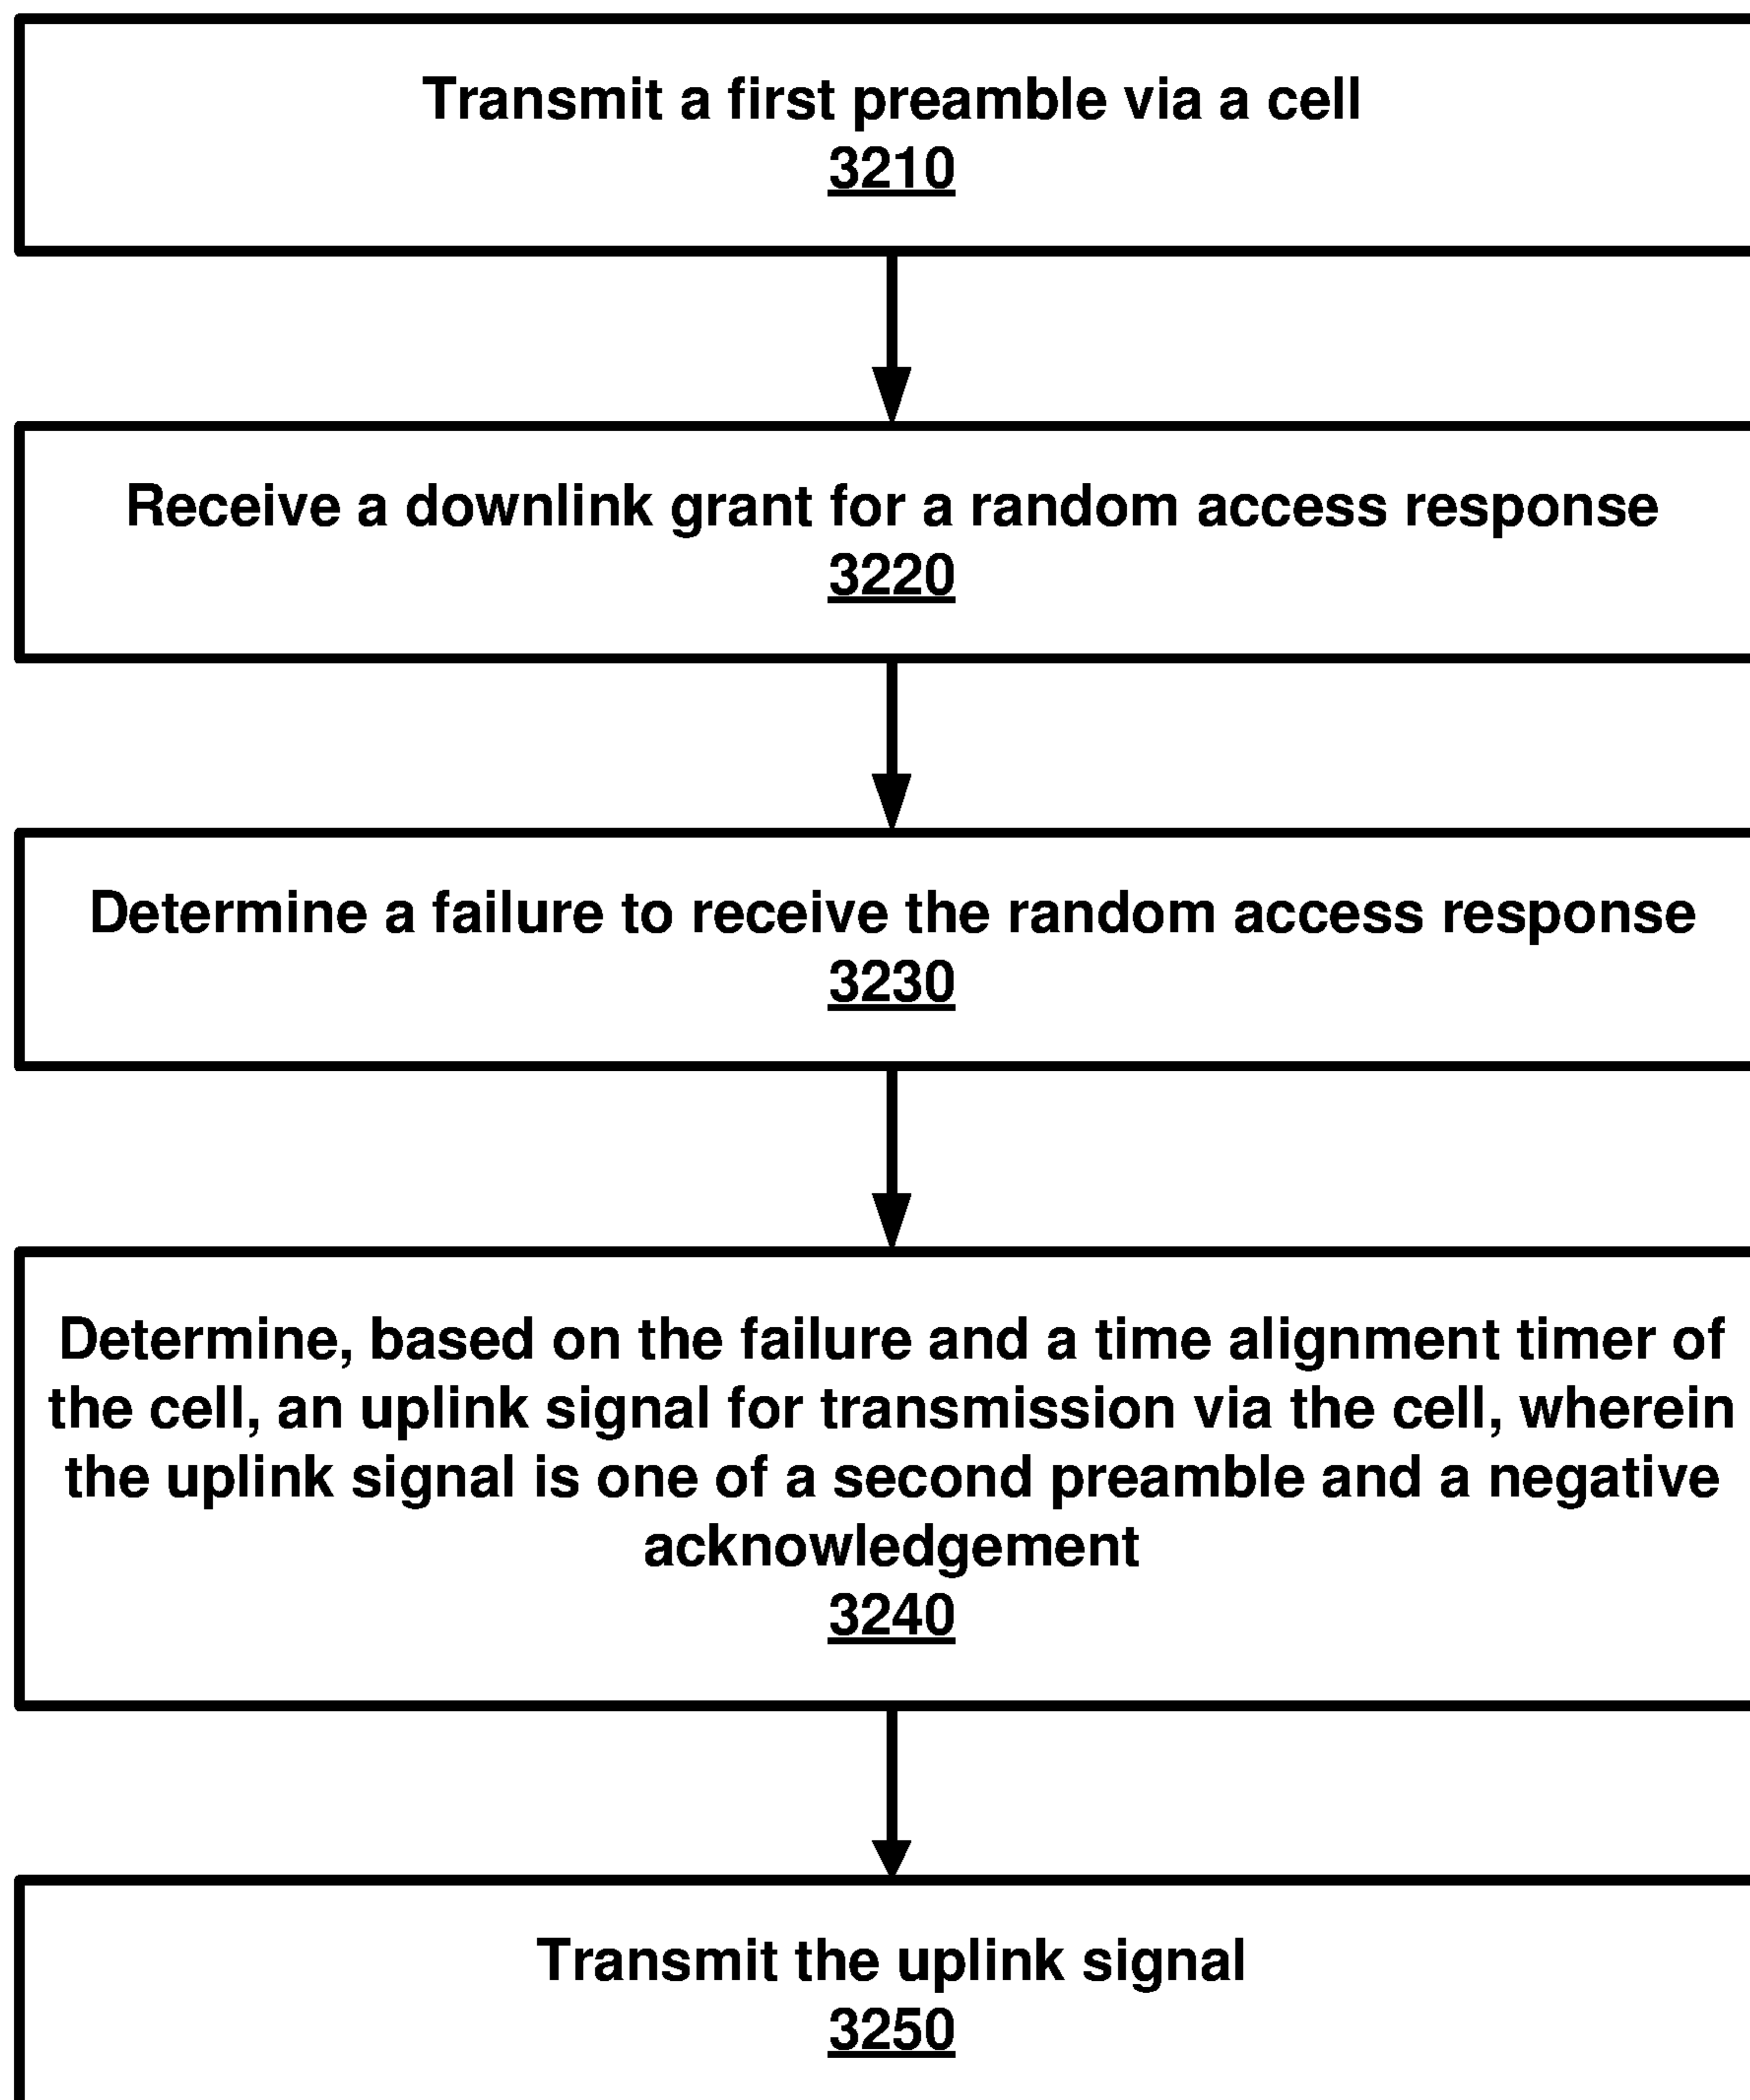 Transmit a first preamble via a cell
3210
Receive a downlink grant for a random access response
3220
Determine a failure to receive the random access response
3230
Determine, based on the failure and a time alignment timer of
the cell, an uplink signal for transmission via the cell, wherein
the uplink signal is one of a second preamble and a negative
acknowledgement
3240
Transmit the uplink signal
3250